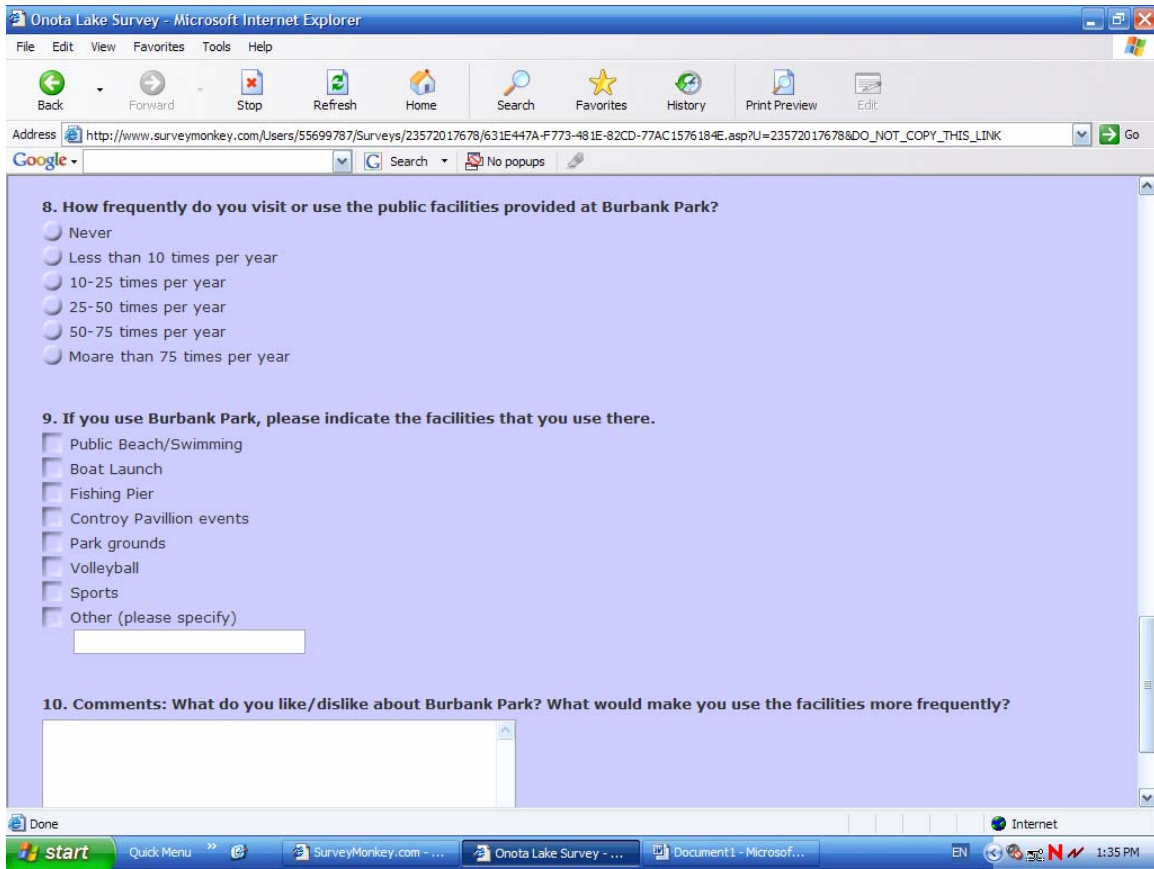 Onota Lake Survey - Microsoft Internet Explorer
File Edit View Favorites Tools Help
Back Forward Stop Refresh Home Search Favorites History Print Preview Edit
Address http://www.surveymonkey.com/Users/55699787/Surveys/23572017678/631E447A-F773-481E-82CD-77AC1576184E.asp?U=23572017678&DO_NOT_COPY_THIS_LINK Go
Google G Search No popups
8. How frequently do you visit or use the public facilities provided at Burbank Park?
Never
Less than 10 times per year
10-25 times per year
25-50 times per year
50-75 times per year
Moare than 75 times per year
9. If you use Burbank Park, please indicate the facilities that you use there.
Public Beach/Swimming
Boat Launch
Fishing Pier
Controy Pavillion events
Park grounds
Volleyball
Sports
Other (please specify)
10. Comments: What do you like/dislike about Burbank Park? What would make you use the facilities more frequently?
Done Internet
start Quick Menu » SurveyMonkey.com - ... Onota Lake Survey - ... Document1 - Microsof... EN N 1:35 PM